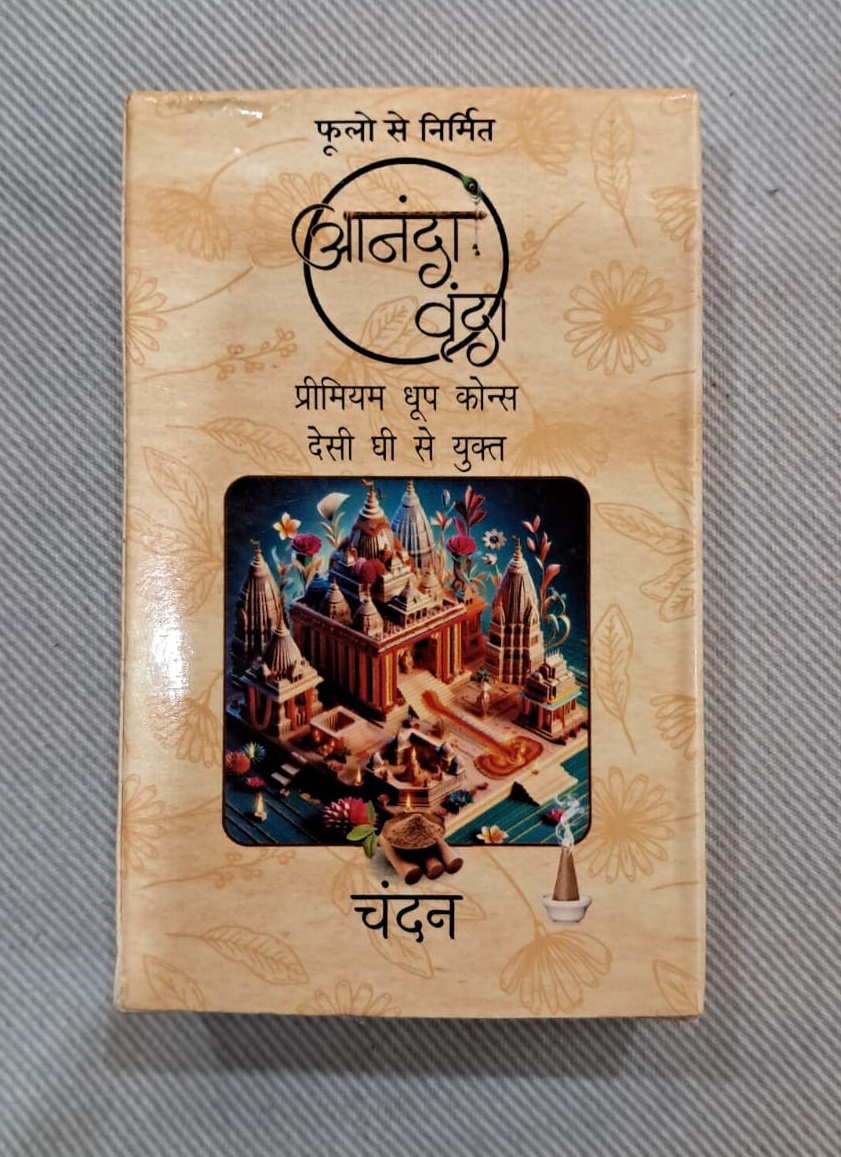 फूलो से निर्मित
आनंदा
वृंदा
प्रीमियम धूप कोन्स
देसी घी से युक्त
चंदन